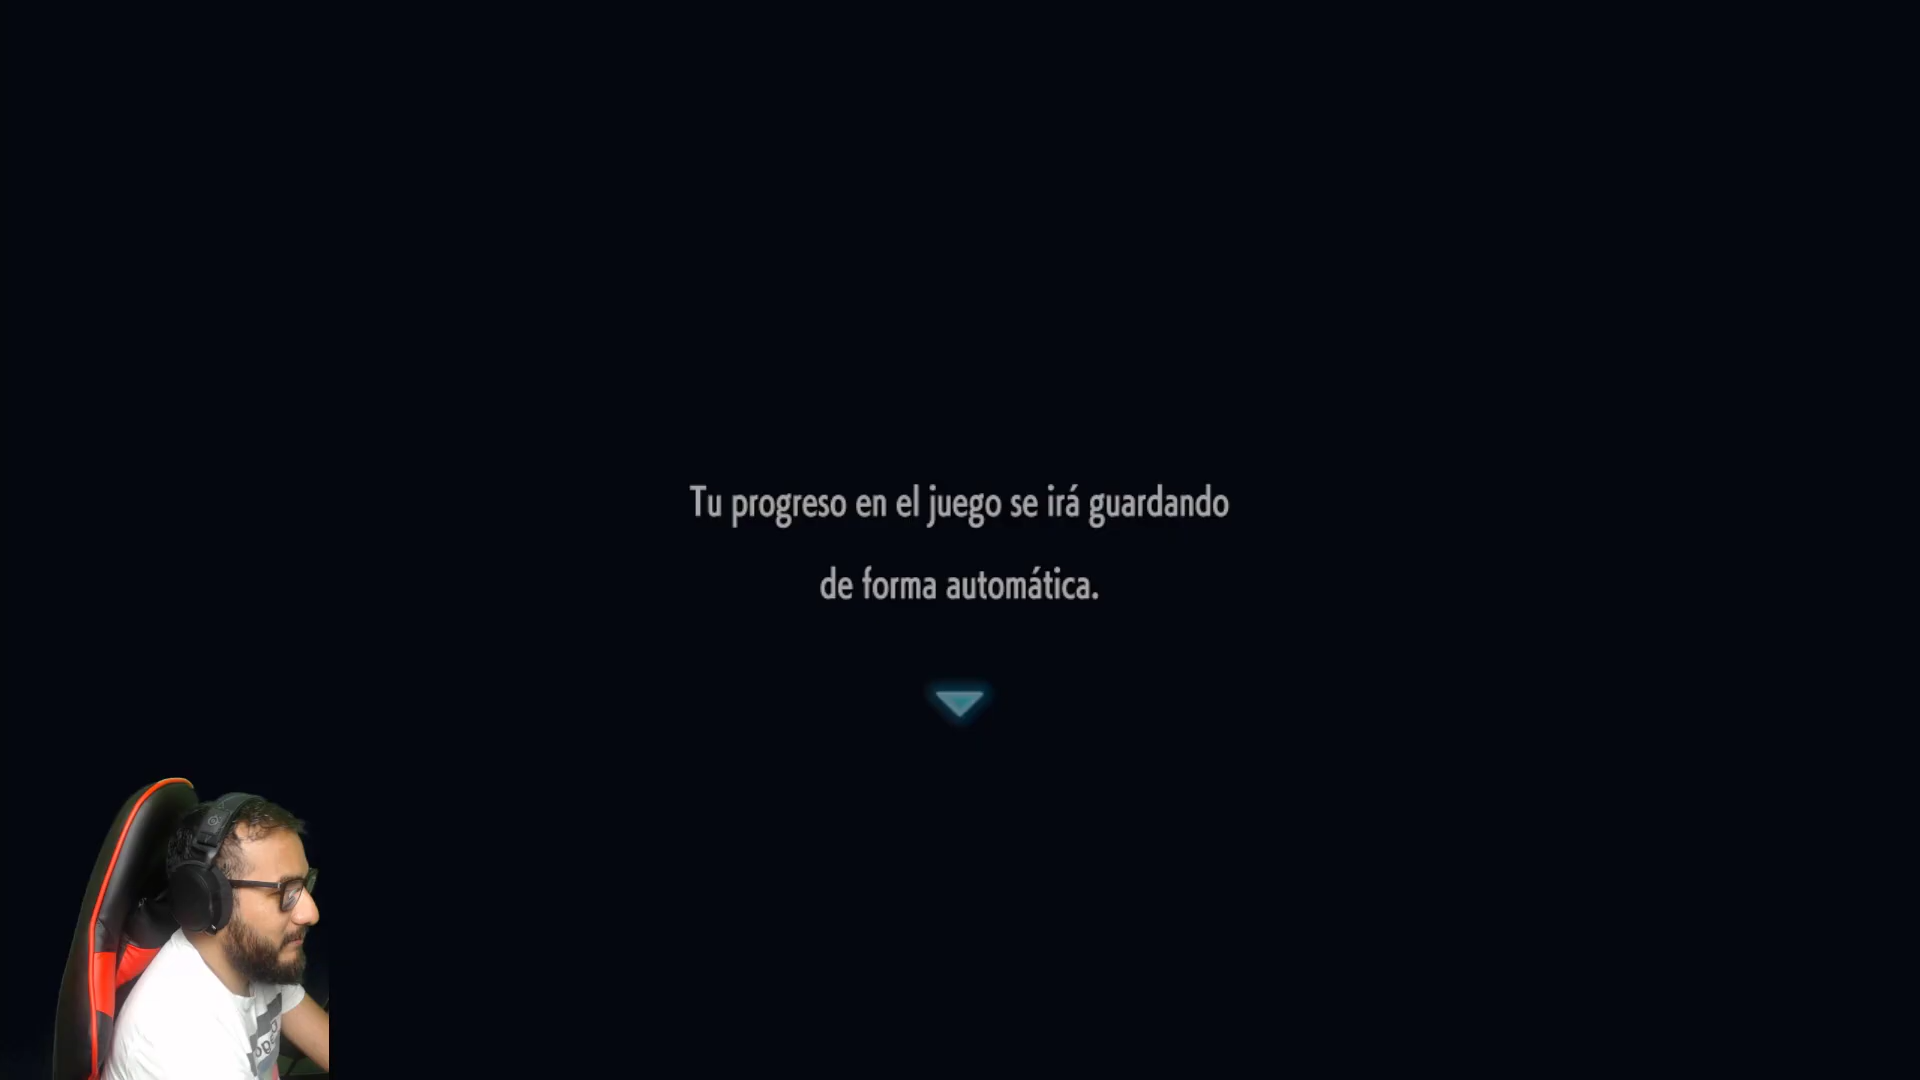 Tu progreso en el juego se irá guardando
de forma automática.